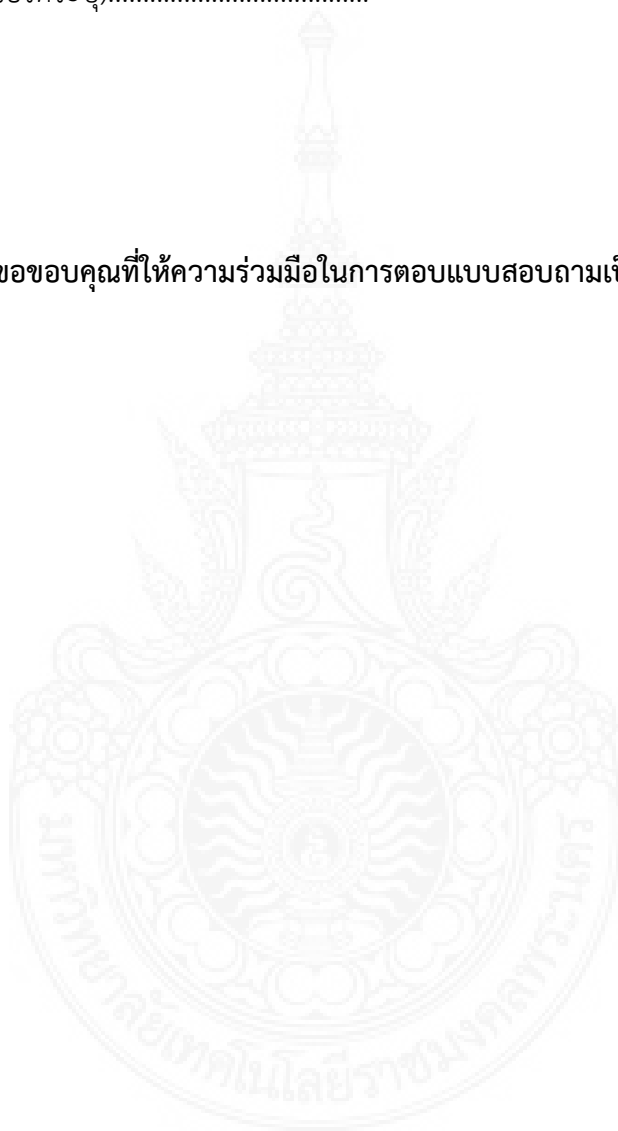 ขอขอบคุณที่ให้ความร่วมมือในการตอบแบบสอบถามเป็
มหาวิทยาลัยเทคโนโลยีราชมงคลพระนคร